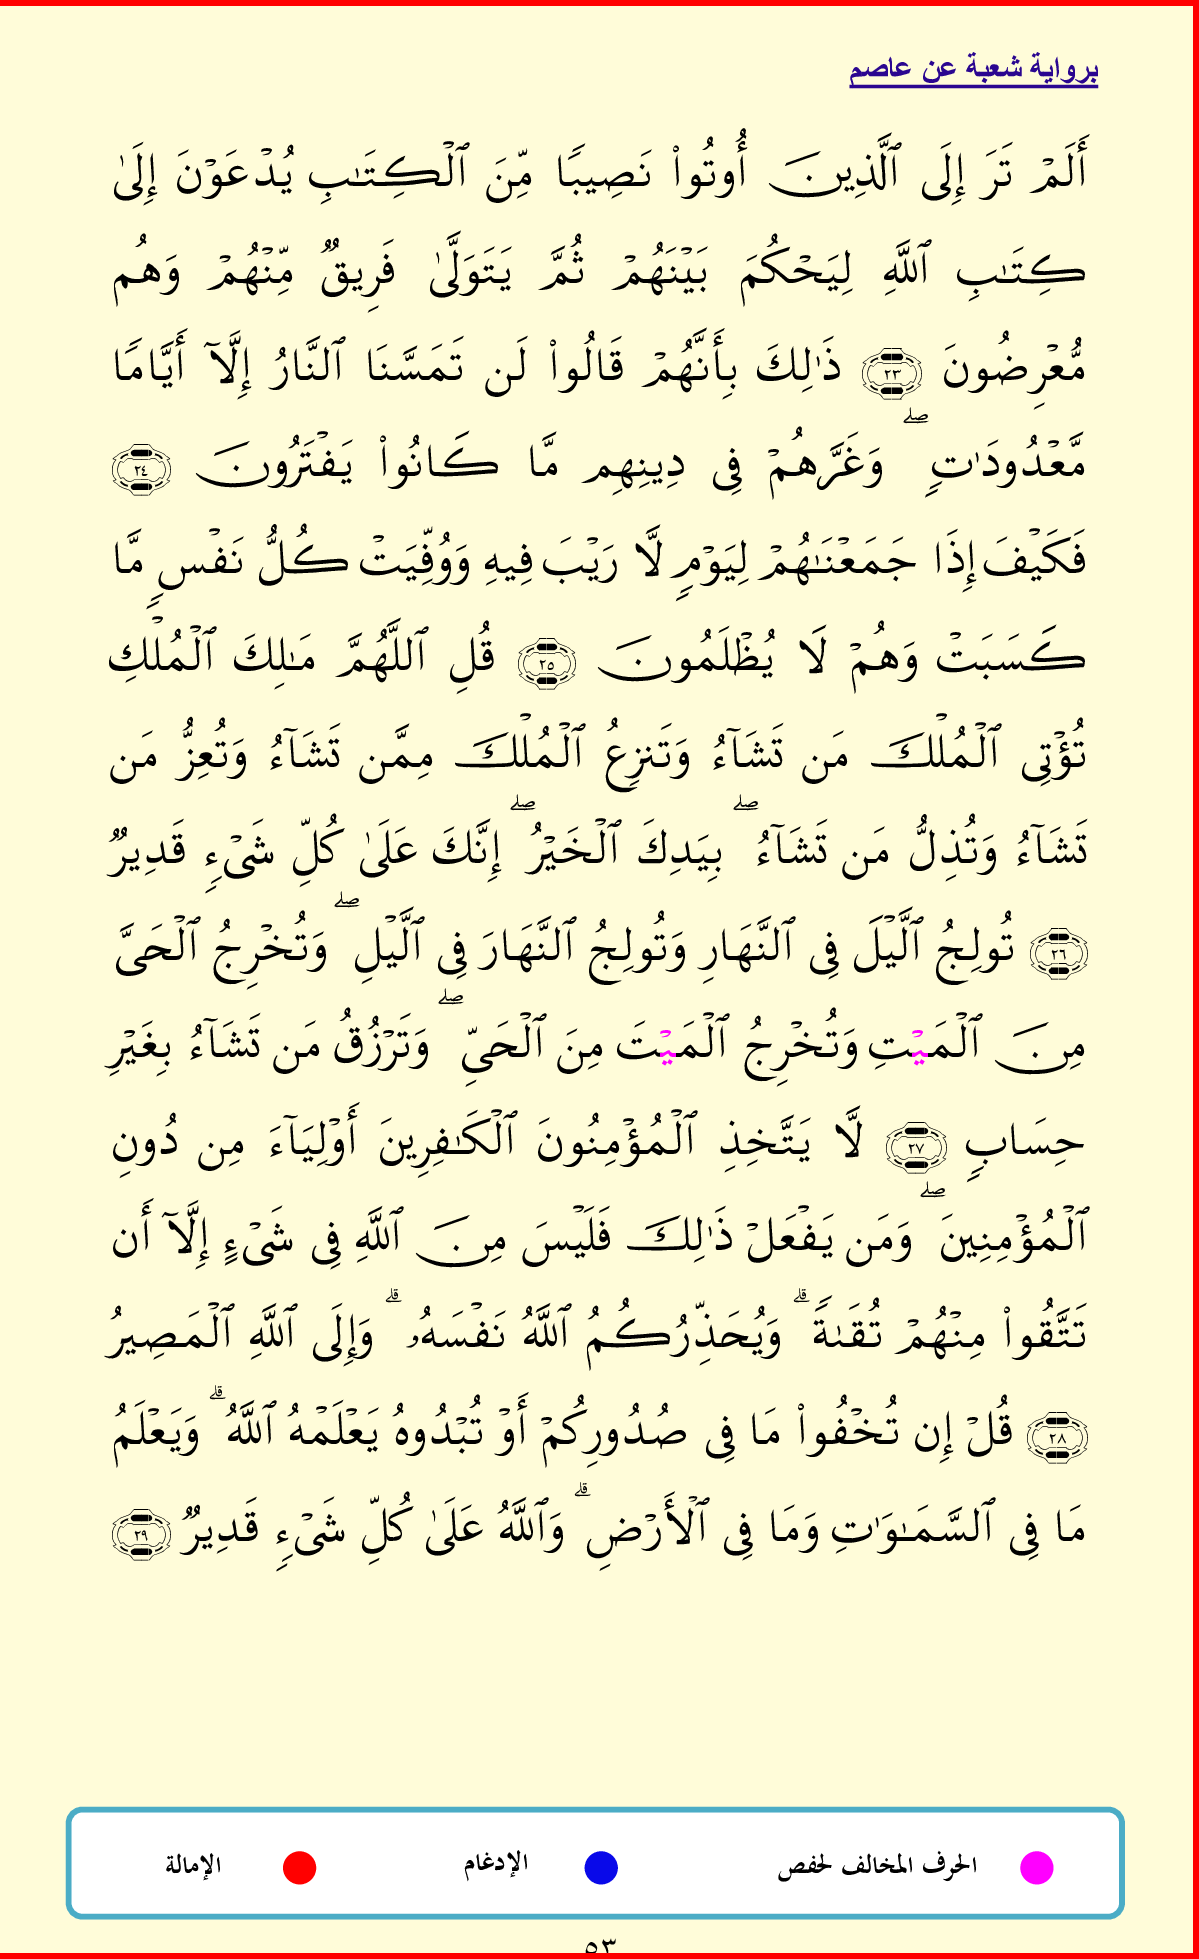 برواية شعبة عن عاصم
أَلَمْ تَرَ إِلَى ٱلَّذِينَ أُوتُوا۟ نَصِيبًا مِّنَ ٱلْكِتَـٰبِ يُدْعَوْنَ إِلَىٰ
كِتَـٰبِ ٱللَّهِ لِيَحْكُمَ بَيْنَهُمْ ثُمَّ يَتَوَلَّىٰ فَرِيقٌ مِّنْهُمْ وَهُم
مُّعْرِضُونَ ٢٣ ذَٰلِكَ بِأَنَّهُمْ قَالُوا۟ لَن تَمَسَّنَا ٱلنَّارُ إِلَّآ أَيَّامًا
مَّعْدُودَٰتٍ ۖ وَغَرَّهُمْ فِى دِينِهِم مَّا كَانُوا۟ يَفْتَرُونَ ٢٤
فَكَيْفَ إِذَا جَمَعْنَـٰهُمْ لِيَوْمٍ لَّا رَيْبَ فِيهِ وَوُفِّيَتْ كُلُّ نَفْسٍ مَّا
كَسَبَتْ وَهُمْ لَا يُظْلَمُونَ ٢٥ قُلِ ٱللَّهُمَّ مَـٰلِكَ ٱلْمُلْكِ
تُؤْتِى ٱلْمُلْكَ مَن تَشَآءُ وَتَنزِعُ ٱلْمُلْكَ مِمَّن تَشَآءُ وَتُعِزُّ مَن
تَشَآءُ وَتُذِلُّ مَن تَشَآءُ ۖ بِيَدِكَ ٱلْخَيْرُ ۖ إِنَّكَ عَلَىٰ كُلِّ شَىْءٍ قَدِيرٌ
٢٦ تُولِجُ ٱلَّيْلَ فِى ٱلنَّهَارِ وَتُولِجُ ٱلنَّهَارَ فِى ٱلَّيْلِ ۖ وَتُخْرِجُ ٱلْحَىَّ
مِنَ ٱلْمَيْتِ وَتُخْرِجُ ٱلْمَيْتَ مِنَ ٱلْحَىِّ ۖ وَتَرْزُقُ مَن تَشَآءُ بِغَيْرِ
حِسَابٍ ٢٧ لَّا يَتَّخِذِ ٱلْمُؤْمِنُونَ ٱلْكَـٰفِرِينَ أَوْلِيَآءَ مِن دُونِ
ٱلْمُؤْمِنِينَ ۖ وَمَن يَفْعَلْ ذَٰلِكَ فَلَيْسَ مِنَ ٱللَّهِ فِى شَىْءٍ إِلَّآ أَن
تَتَّقُوا۟ مِنْهُمْ تُقَىٰةً ۗ وَيُحَذِّرُكُمُ ٱللَّهُ نَفْسَهُۥ ۗ وَإِلَى ٱللَّهِ ٱلْمَصِيرُ
٢٨ قُلْ إِن تُخْفُوا۟ مَا فِى صُدُورِكُمْ أَوْ تُبْدُوهُ يَعْلَمْهُ ٱللَّهُ ۗ وَيَعْلَمُ
مَا فِى ٱلسَّمَـٰوَٰتِ وَمَا فِى ٱلْأَرْضِ ۗ وَٱللَّهُ عَلَىٰ كُلِّ شَىْءٍ قَدِيرٌ ٢٩
الحرف المخالف لحفص الإدغام الإمالة
٥٣